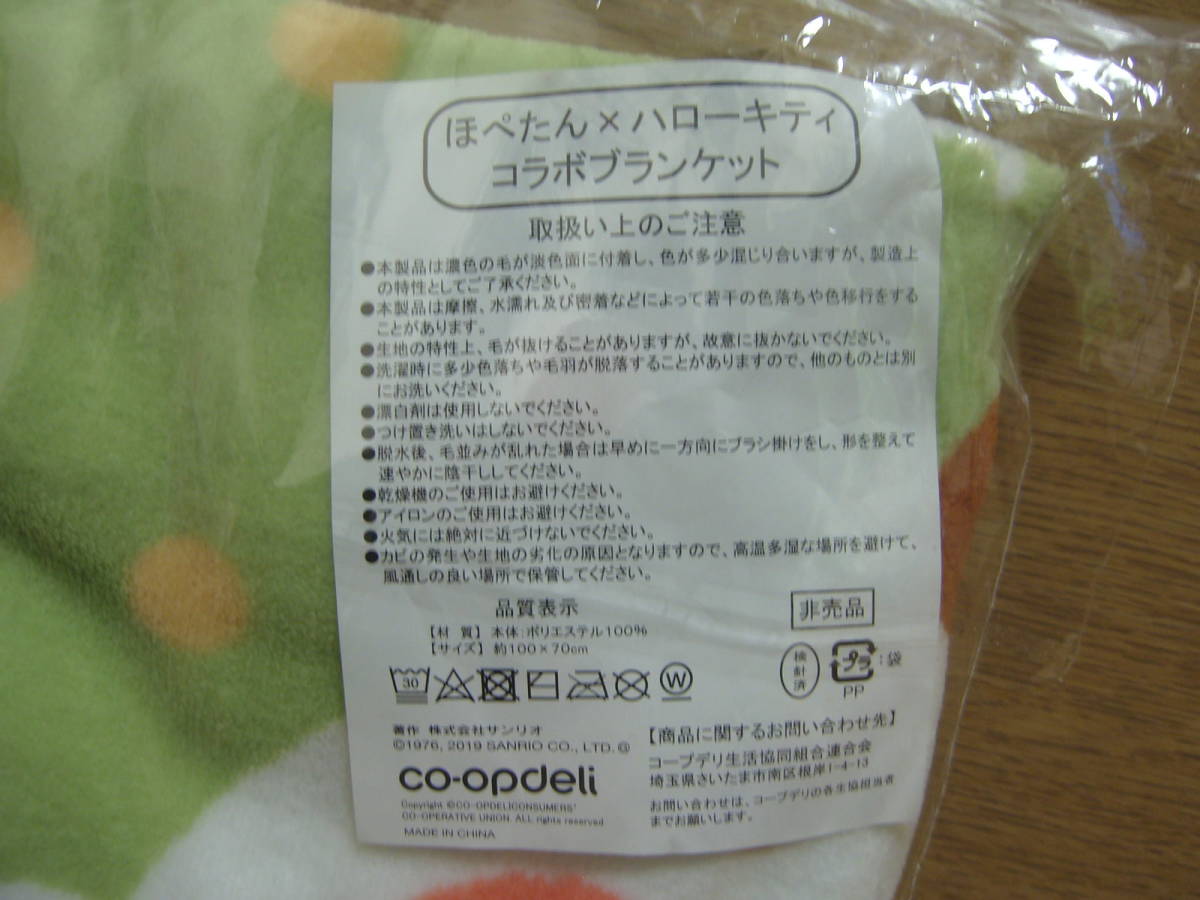 ほぺたん×ハローキティ
コラボブランケット
取扱い上のご注意
●本製品は濃色の毛が淡色面に付着し、色が多少混じり合いますが、製造上
の特性としてご了承ください。
●本製品は摩擦、水濡れ及び密着などによって若干の色落ちや色移行をする
ことがあります。
●生地の特性上、毛が抜けることがありますが、故意に抜かないでください。
●洗濯時に多少色落ちや毛羽が脱落することがありますので、他のものとは別
にお洗いください。
●漂白剤は使用しないでください。
●つけ置き洗いはしないでください。
●脱水後、毛並みが乱れた場合は早めに一方向にブラシ掛けをし、形を整えて
速やかに陰干ししてください。
●乾燥機のご使用はお避けください。
●アイロンのご使用はお避けください。
●火気には絶対に近づけないでください。
●カビの発生や生地の劣化の原因となりますので、高温多湿な場所を避けて、
風通しの良い場所で保管してください。
品質表示
【材 質】本体:ポリエステル100%
【サイズ】約100×70cm
非売品
30
W
検針済
プラ:袋
PP
著作 株式会社サンリオ
©1976, 2019 SANRIO CO., LTD.
co-opdeli
Copyright ©CO-OPDELICONSUMERS'
CO-OPERATIVE UNION. ALL rights reserved
MADE IN CHINA
【商品に関するお問い合わせ先】
コープデリ生活協同組合連合会
埼玉県さいたま市南区根岸1-4-13
お問い合わせは、コープデリの各生協担当者
までお願いします。